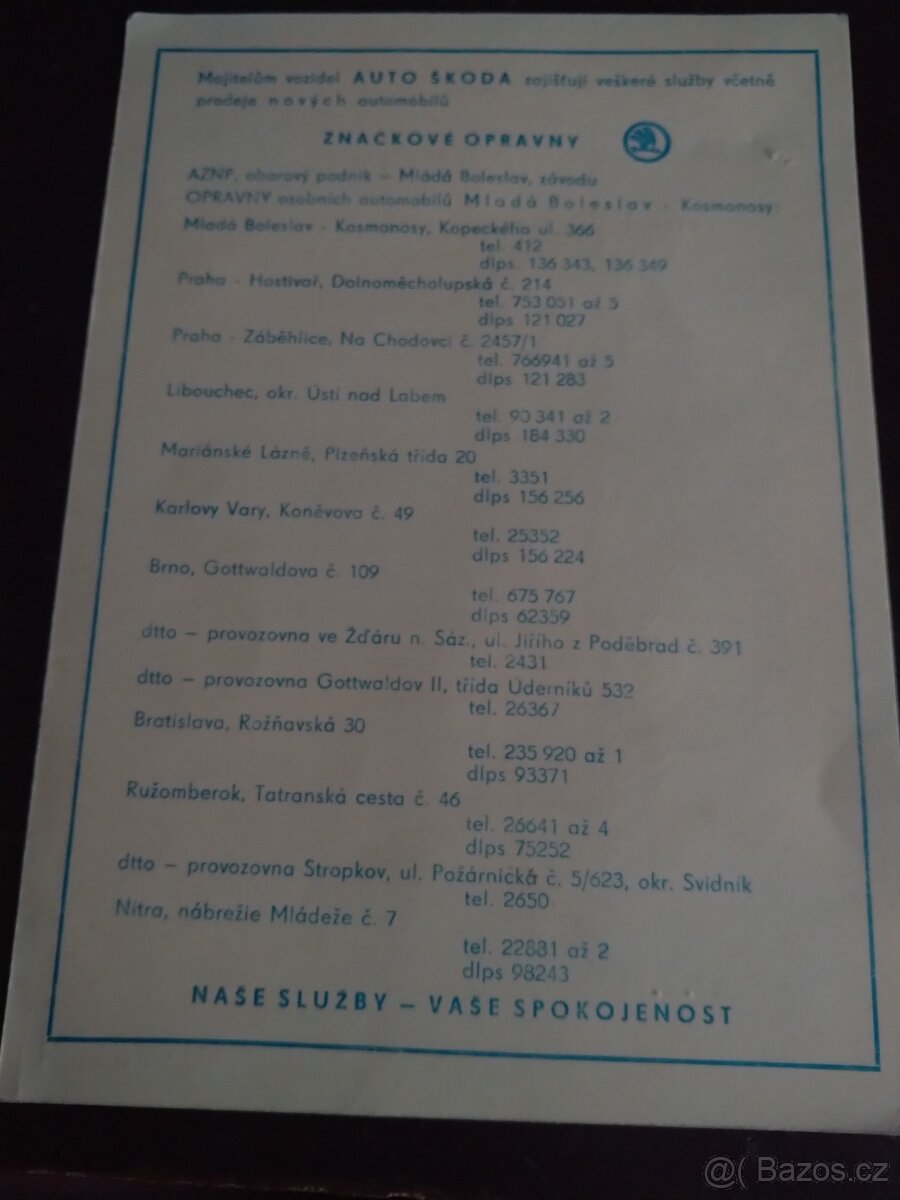 Majitelům vozidel AUTO ŠKODA zajišťují veškeré služby včetně
prodeje nových automobilů
ZNAČKOVÉ OPRAVNY
AZNP, oborový podnik – Mladá Boleslav, závodu
OPRAVNY osobních automobilů Mladá Boleslav - Kosmonosy:
Mladá Boleslav - Kosmonosy, Kopeckého ul. 366
tel. 412
dlps. 136 343, 136 349
Praha - Hostivař, Dolnoměcholupská č. 214
tel. 753 051 až 5
dlps 121 027
Praha - Záběhlice, Na Chodovci č. 2457/1
tel. 766941 až 5
dlps 121 283
Libouchec, okr. Ústí nad Labem
tel. 90 341 až 2
dlps 184 330
Mariánské Lázně, Plzeňská třída 20
tel. 3351
dlps 156 256
Karlovy Vary, Koněvova č. 49
tel. 25352
dlps 156 224
Brno, Gottwaldova č. 109
tel. 675 767
dlps 62359
dtto – provozovna ve Žďáru n. Sáz., ul. Jiřího z Poděbrad č. 391
tel. 2431
dtto – provozovna Gottwaldov II, třída Úderníků 532
tel. 26367
Bratislava, Rožňavská 30
tel. 235 920 až 1
dlps 93371
Ružomberok, Tatranská cesta č. 46
tel. 26641 až 4
dlps 75252
dtto – provozovna Stropkov, ul. Požárnická č. 5/623, okr. Svidník
tel. 2650
Nitra, nábrežie Mládeže č. 7
tel. 22881 až 2
dlps 98243
NAŠE SLUŽBY – VAŠE SPOKOJENOST
@( Bazos.cz